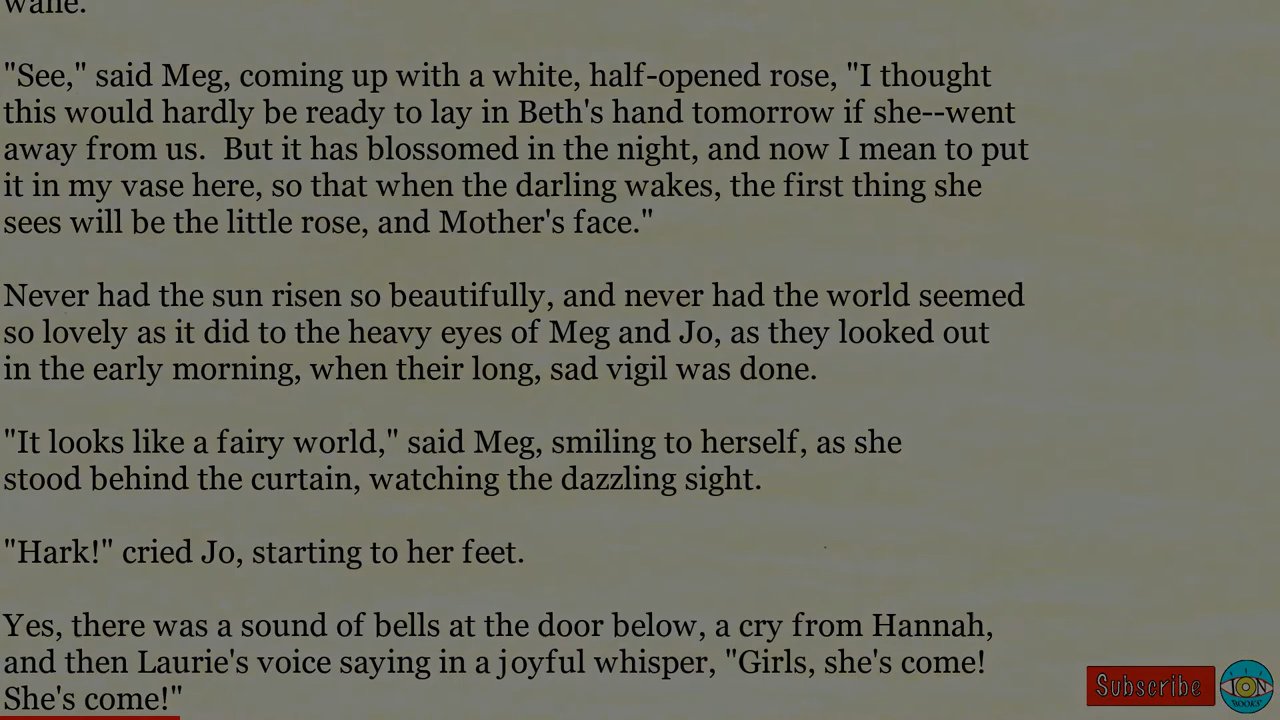 wane.
"See," said Meg, coming up with a white, half-opened rose, "I thought
this would hardly be ready to lay in Beth's hand tomorrow if she--went
away from us.  But it has blossomed in the night, and now I mean to put
it in my vase here, so that when the darling wakes, the first thing she
sees will be the little rose, and Mother's face."
Never had the sun risen so beautifully, and never had the world seemed
so lovely as it did to the heavy eyes of Meg and Jo, as they looked out
in the early morning, when their long, sad vigil was done.
"It looks like a fairy world," said Meg, smiling to herself, as she
stood behind the curtain, watching the dazzling sight.
"Hark!" cried Jo, starting to her feet.
Yes, there was a sound of bells at the door below, a cry from Hannah,
and then Laurie's voice saying in a joyful whisper, "Girls, she's come!
She's come!"
Subscribe
ION
BOOKS